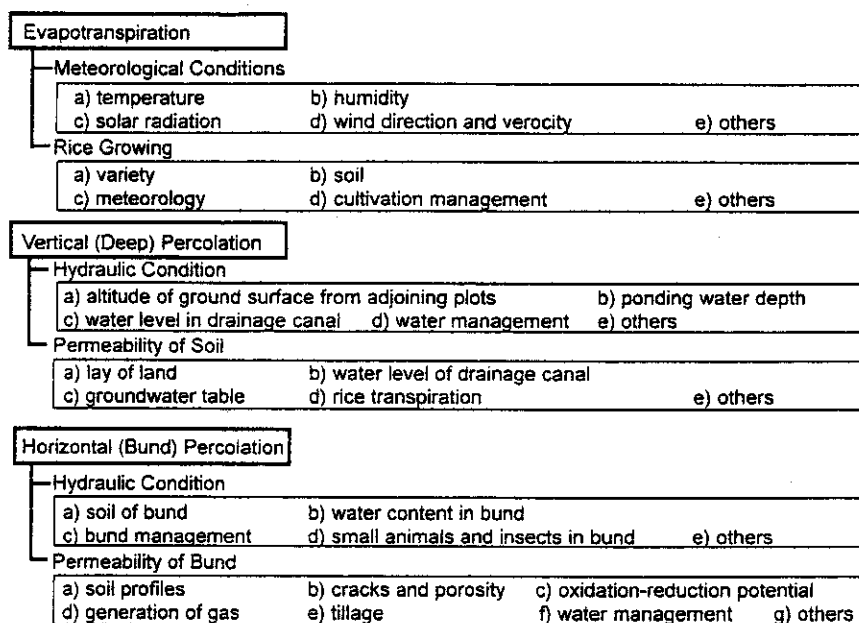 Evapotranspiration
Meteorological Conditions
a) temperature b) humidity
c) solar radiation d) wind direction and verocity e) others
Rice Growing
a) variety b) soil
c) meteorology d) cultivation management e) others
Vertical (Deep) Percolation
Hydraulic Condition
a) altitude of ground surface from adjoining plots b) ponding water depth
c) water level in drainage canal d) water management e) others
Permeability of Soil
a) lay of land b) water level of drainage canal
c) groundwater table d) rice transpiration e) others
Horizontal (Bund) Percolation
Hydraulic Condition
a) soil of bund b) water content in bund
c) bund management d) small animals and insects in bund e) others
Permeability of Bund
a) soil profiles b) cracks and porosity c) oxidation-reduction potential
d) generation of gas e) tillage f) water management g) others